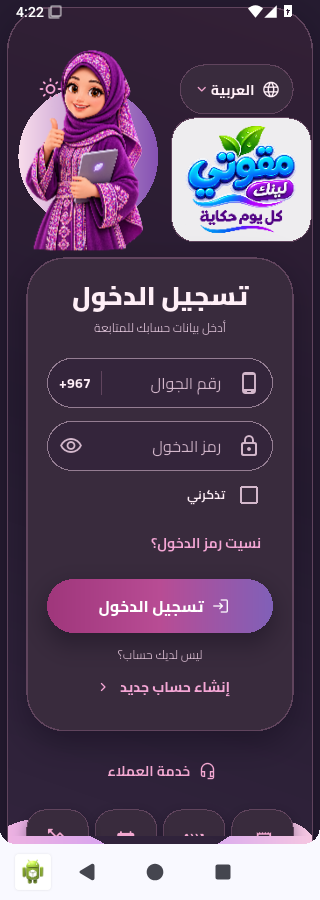 4:22
العربية
مقوتي
لينك
كل يوم حكاية
تسجيل الدخول
أدخل بيانات حسابك للمتابعة
رقم الجوال
+967
رمز الدخول
تذكرني
نسيت رمز الدخول؟
تسجيل الدخول
ليس لديك حساب؟
إنشاء حساب جديد
خدمة العملاء